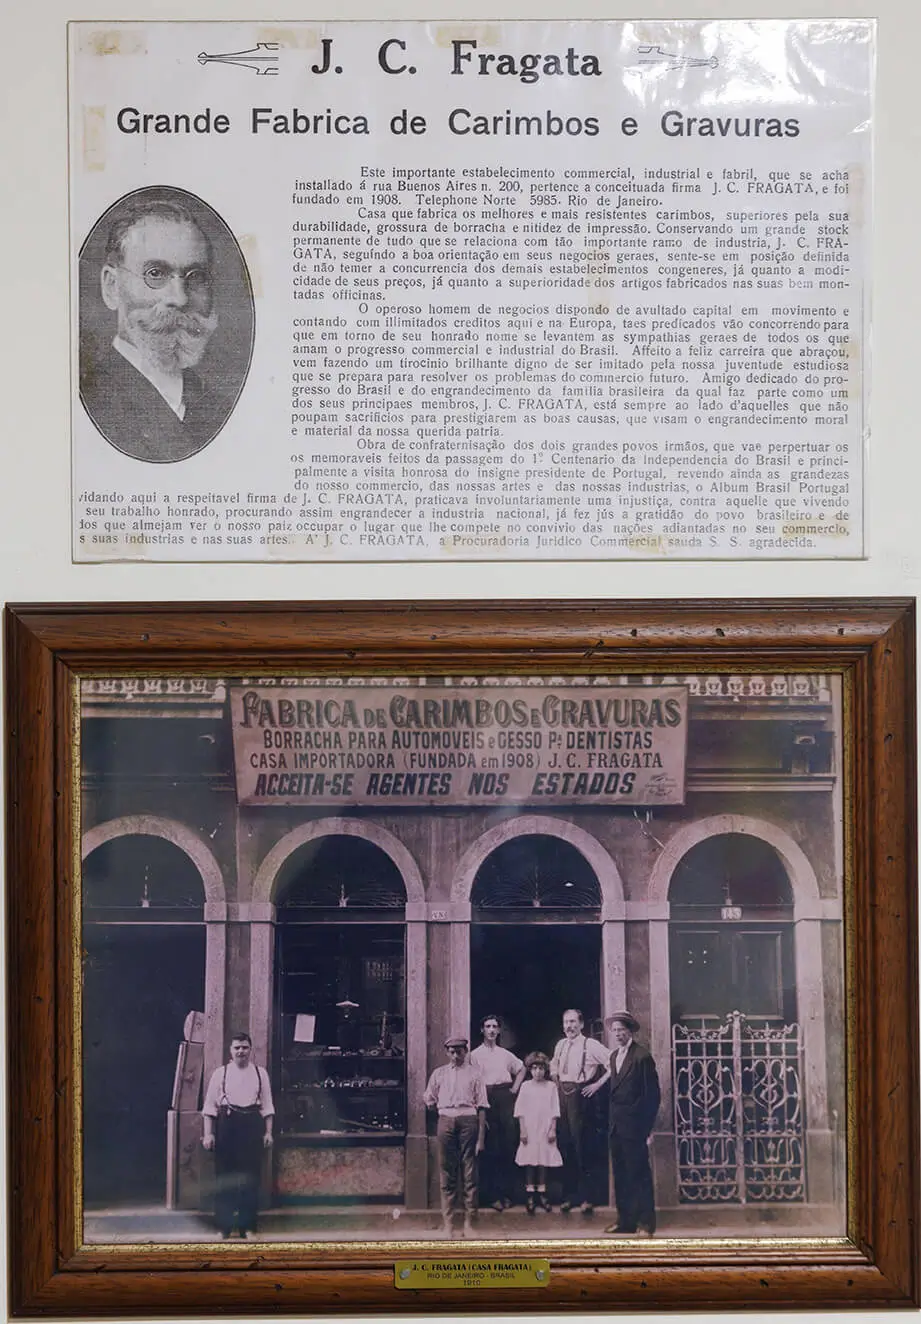 J. C. Fragata
Grande Fabrica de Carimbos e Gravuras
Este importante estabelecimento commercial, industrial e fabril, que se acha
installado á rua Buenos Aires n. 200, pertence a conceituada firma J. C. FRAGATA, e foi
fundado em 1908. Telephone Norte 5985. Rio de Janeiro.
Casa que fabrica os melhores e mais resistentes carimbos, superiores pela sua
durabilidade, grossura de borracha e nitidez de impressão. Conservando um grande stock
permanente de tudo que se relaciona com tão importante ramo de industria, J. C. FRA-
GATA, seguindo a boa orientação em seus negocios geraes, sente-se em posição definida
de não temer a concurrencia dos demais estabelecimentos congeneres, já quanto a modi-
cidade de seus preços, já quanto a superioridade dos artigos fabricados nas suas bem mon-
tadas officinas.
O operoso homem de negocios dispondo de avultado capital em movimento e
contando com illimitados creditos aqui e na Europa, taes predicados vão concorrendo para
que em torno de seu honrado nome se levantem as sympathias geraes de todos os que
amam o progresso commercial e industrial do Brasil. Affeito a feliz carreira que abraçou,
vem fazendo um tirocinio brilhante digno de ser imitado pela nossa juventude estudiosa
que se prepara para resolver os problemas do commercio futuro. Amigo dedicado do pro-
gresso do Brasil e do engrandecimento da familia brasileira da qual faz parte como um
dos seus principaes membros, J. C. FRAGATA, está sempre ao lado d'aquelles que não
poupam sacrificios para prestigiarem as boas causas, que visam o engrandecimento moral
e material da nossa querida patria.
Obra de confraternisação dos dois grandes povos irmãos, que vae perpertuar os
os memoraveis feitos da passagem do 1º Centenario da Independencia do Brasil e princi-
palmente a visita honrosa do insigne presidente de Portugal, revendo ainda as grandezas
do nosso commercio, das nossas artes e das nossas industrias, o Album Brasil Portugal
vidando aqui a respeitavel firma de J. C. FRAGATA, praticava involuntariamente uma injustiça, contra aquelle que vivendo
seu trabalho honrado, procurando assim engrandecer a industria nacional, já fez jús a gratidão do povo brasileiro e de
dos que almejam ver o nosso paiz occupar o lugar que lhe compete no convivio das nações adiantadas no seu commercio,
s suas industrias e nas suas artes. A' J. C. FRAGATA, a Procuradoria Juridico Commercial sauda S. S. agradecida.
FABRICA DE CARIMBOS E GRAVURAS
BORRACHA PARA AUTOMOVEIS e GESSO Pª DENTISTAS
CASA IMPORTADORA (FUNDADA em 1908) J. C. FRAGATA
ACCEITA-SE AGENTES NOS ESTADOS
J. C. FRAGATA (CASA FRAGATA)
RIO DE JANEIRO - BRASIL
1910